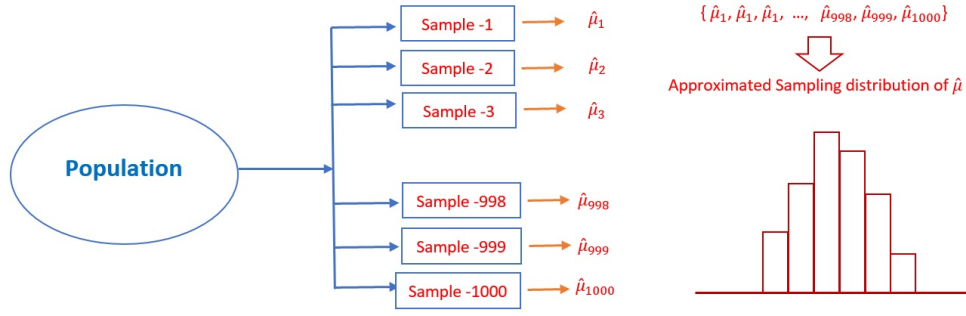 Population
Sample -1
μ̂₁
Sample -2
μ̂₂
Sample -3
μ̂₃
Sample -998
μ̂₉₉₈
Sample -999
μ̂₉₉₉
Sample -1000
μ̂₁₀₀₀
{ μ̂₁, μ̂₁, μ̂₁, …, μ̂₉₉₈, μ̂₉₉₉, μ̂₁₀₀₀}
Approximated Sampling distribution of μ̂